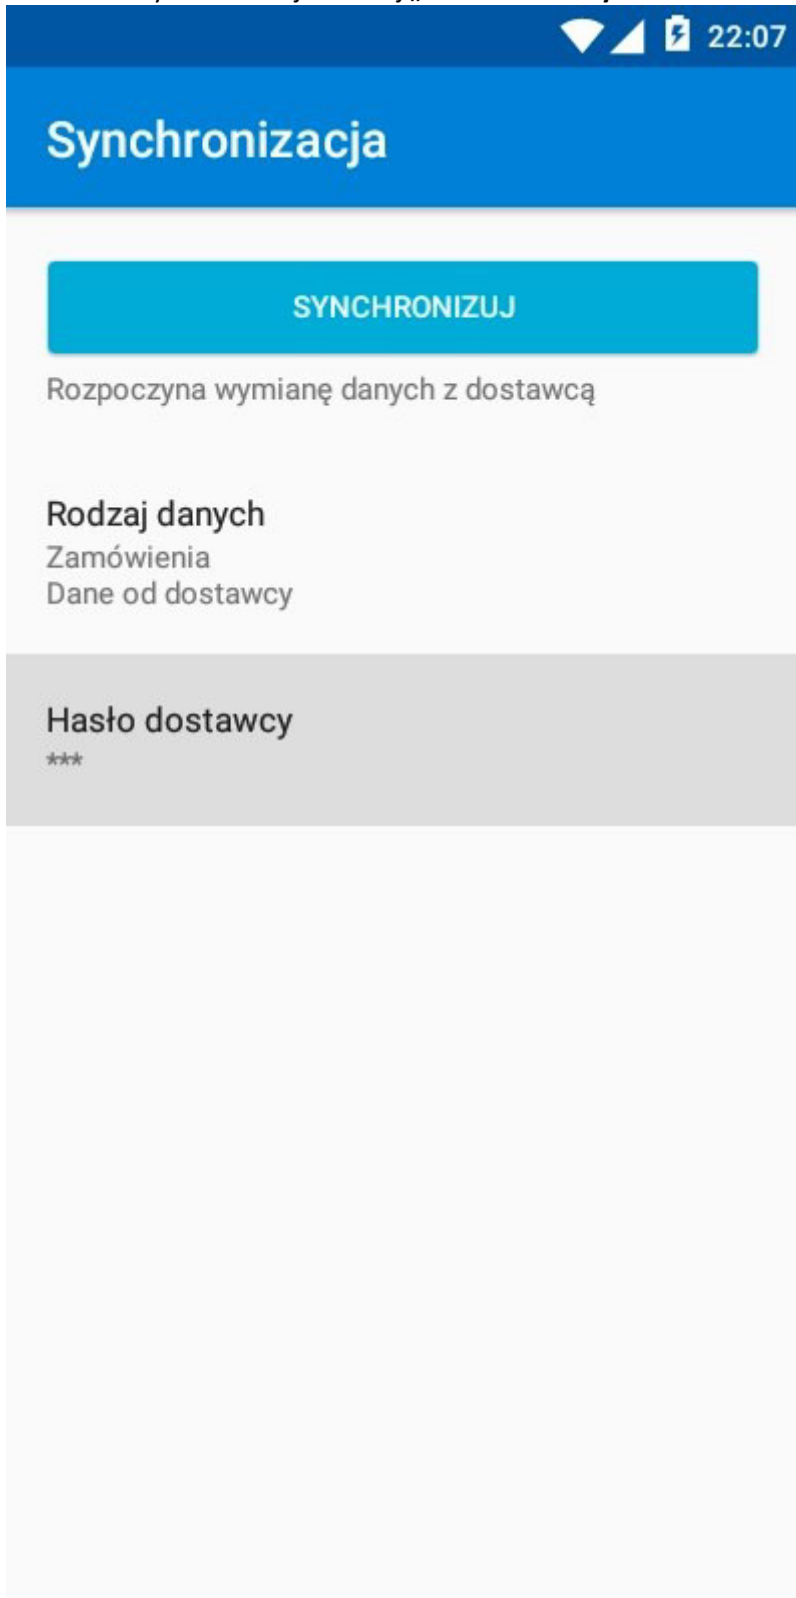 22:07
Synchronizacja
SYNCHRONIZUJ
Rozpoczyna wymianę danych z dostawcą
Rodzaj danych
Zamówienia
Dane od dostawcy
Hasło dostawcy
***